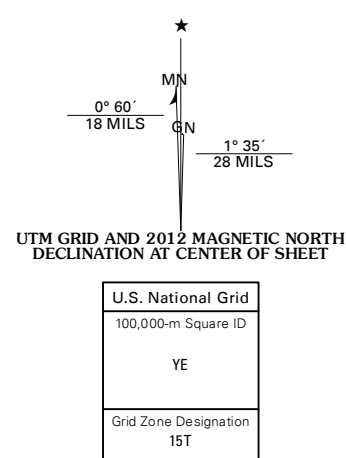 ★
MN
0° 60´
18 MILS
GN
1° 35´
28 MILS
UTM GRID AND 2012 MAGNETIC NORTH
DECLINATION AT CENTER OF SHEET
U.S. National Grid
100,000-m Square ID
YE
Grid Zone Designation
15T